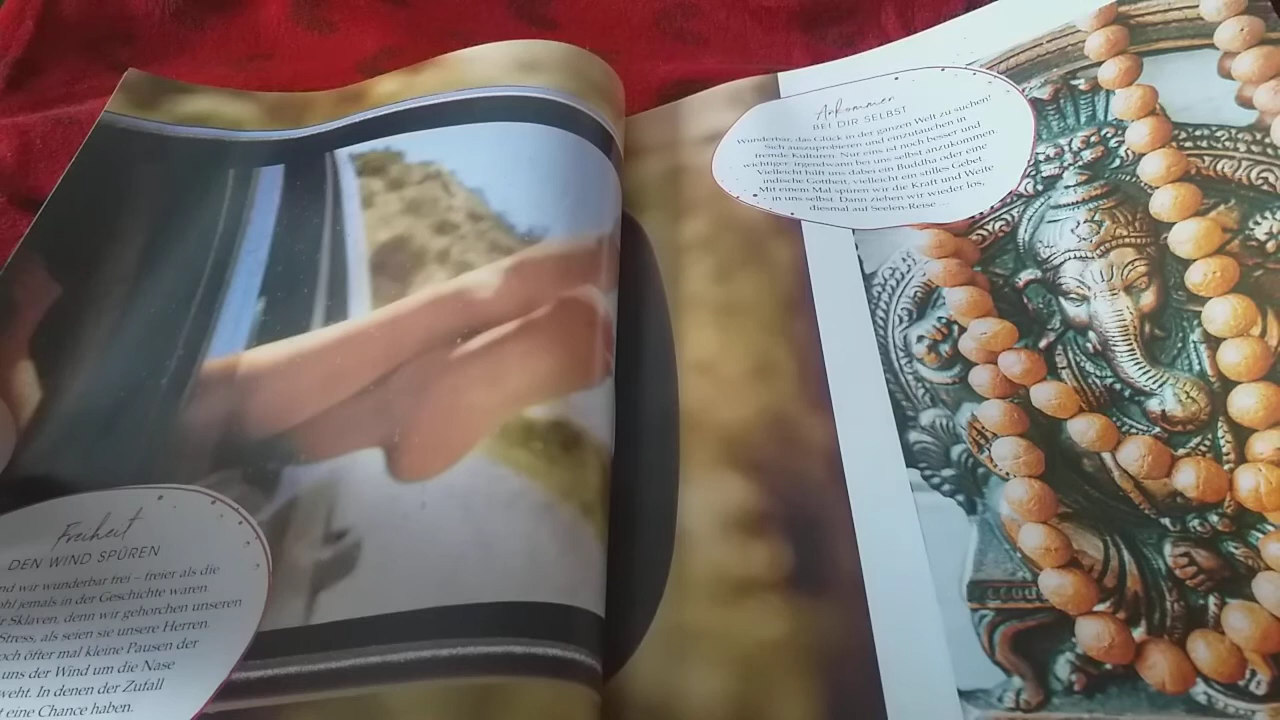 Freiheit
DEN WIND SPÜREN
wir wunderbar frei – freier als die
jemals in der Geschichte waren
Sklaven, denn wir gehorchen unseren
Stress, als seien sie unsere Herren.
öfter mal kleine Pausen der
uns der Wind um die Nase
weht. In denen der Zufall
eine Chance haben.
Ankommen
BEI DIR SELBST
Wunderbar, das Glück in der ganzen Welt zu suchen!
Sich auszuprobieren und einzutauchen in
fremde Kulturen. Nur eins ist noch besser und
wichtiger, irgendwann bei uns selbst anzukommen.
Vielleicht hilft uns dabei ein Buddha oder eine
indische Gottheit, vielleicht ein stilles Gebet
Mit einem Mal spüren wir die Kraft und Weite
in uns selbst. Dann ziehen wir wieder los,
diesmal auf Seelen-Reise ...